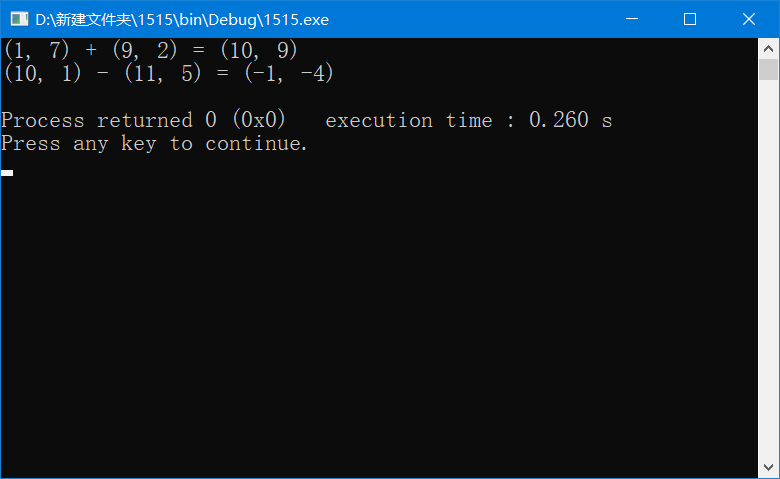 D:\新建文件夹\1515\bin\Debug\1515.exe
(1, 7) + (9, 2) = (10, 9)
(10, 1) - (11, 5) = (-1, -4)
Process returned 0 (0x0)   execution time : 0.260 s
Press any key to continue.